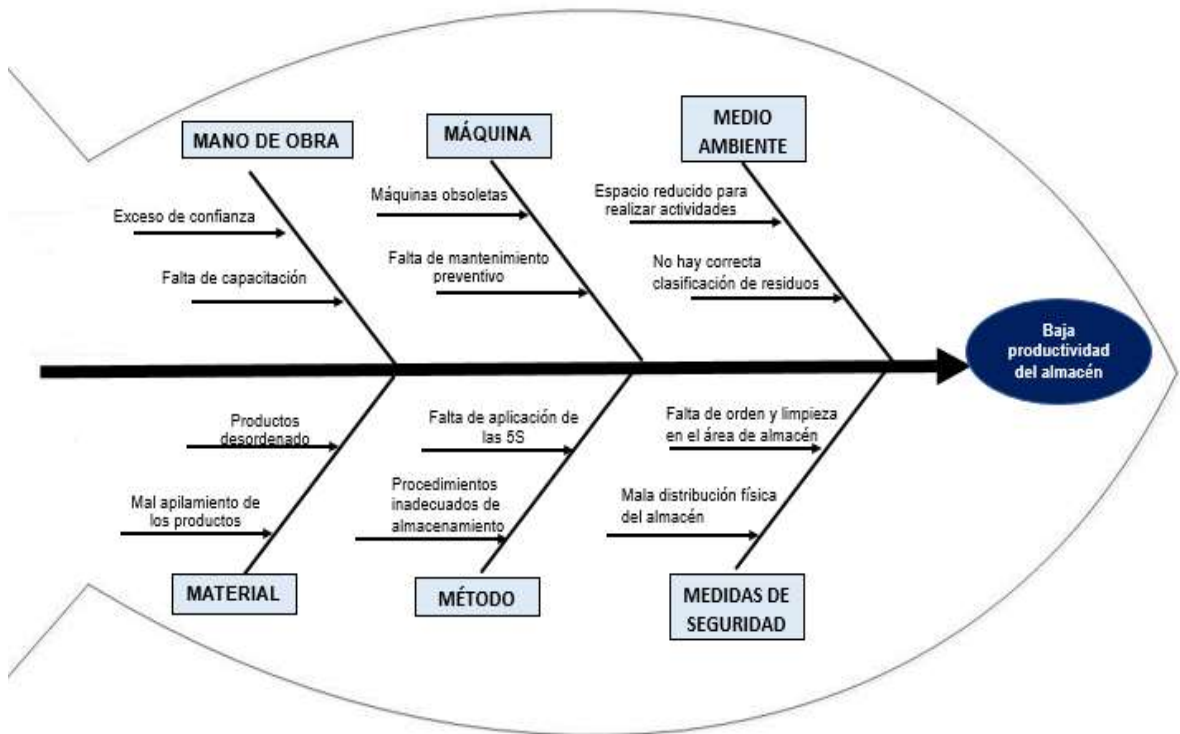 MANO DE OBRA
MÁQUINA
MEDIO
AMBIENTE
Exceso de confianza
Falta de capacitación
Máquinas obsoletas
Falta de mantenimiento
preventivo
Espacio reducido para
realizar actividades
No hay correcta
clasificación de residuos
Baja
productividad
del almacén
Productos
desordenado
Mal apilamiento de
los productos
Falta de aplicación de
las 5S
Procedimientos
inadecuados de
almacenamiento
Falta de orden y limpieza
en el área de almacén
Mala distribución física
del almacén
MATERIAL
MÉTODO
MEDIDAS DE
SEGURIDAD